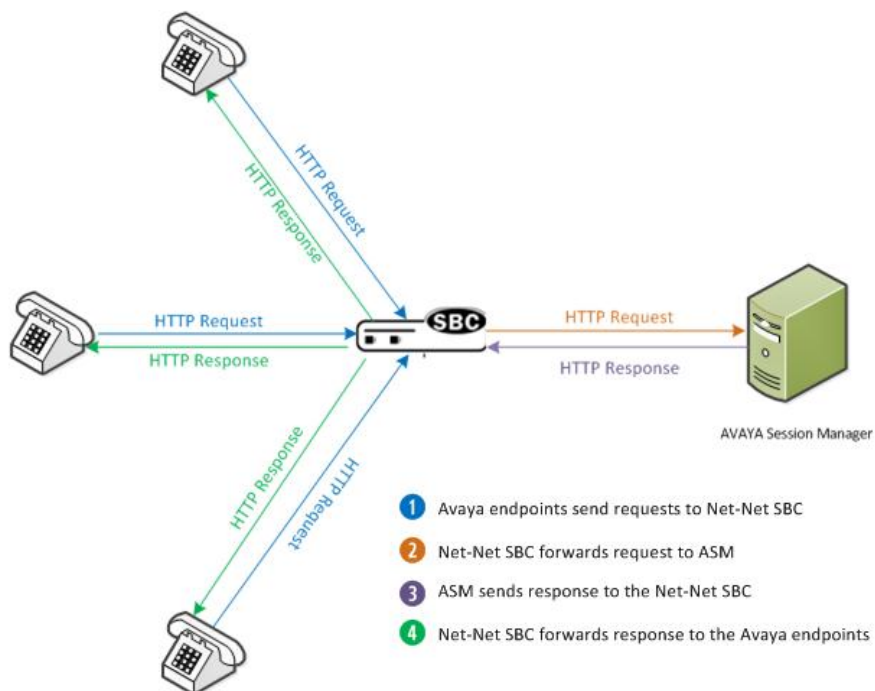 HTTP Request
HTTP Response
HTTP Request
HTTP Response
SBC
HTTP Request
HTTP Response
HTTP Response
HTTP Request
AVAYA Session Manager
1 Avaya endpoints send requests to Net-Net SBC
2 Net-Net SBC forwards request to ASM
3 ASM sends response to the Net-Net SBC
4 Net-Net SBC forwards response to the Avaya endpoints